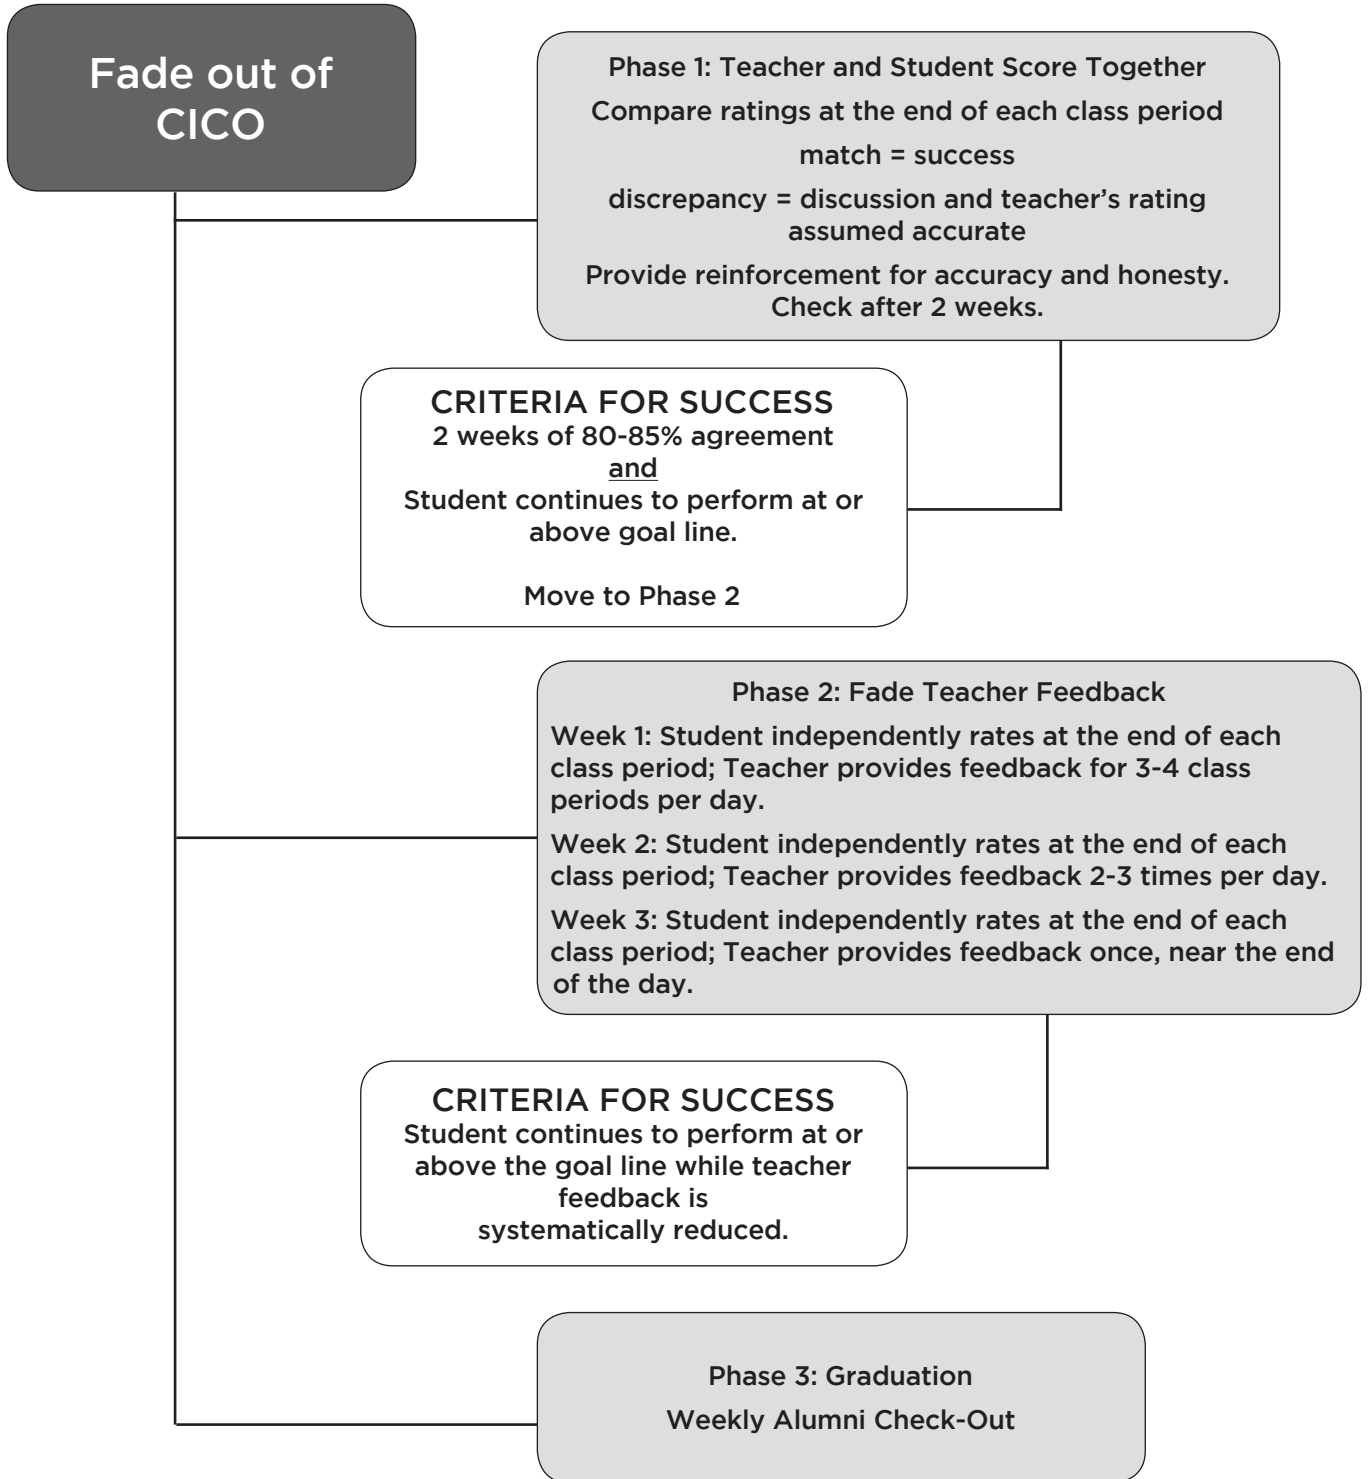 Fade out of
CICO
Phase 1: Teacher and Student Score Together
Compare ratings at the end of each class period
match = success
discrepancy = discussion and teacher’s rating
assumed accurate
Provide reinforcement for accuracy and honesty.
Check after 2 weeks.
CRITERIA FOR SUCCESS
2 weeks of 80-85% agreement
and
Student continues to perform at or
above goal line.
Move to Phase 2
Phase 2: Fade Teacher Feedback
Week 1: Student independently rates at the end of each
class period; Teacher provides feedback for 3-4 class
periods per day.
Week 2: Student independently rates at the end of each
class period; Teacher provides feedback 2-3 times per day.
Week 3: Student independently rates at the end of each
class period; Teacher provides feedback once, near the end
of the day.
CRITERIA FOR SUCCESS
Student continues to perform at or
above the goal line while teacher
feedback is
systematically reduced.
Phase 3: Graduation
Weekly Alumni Check-Out